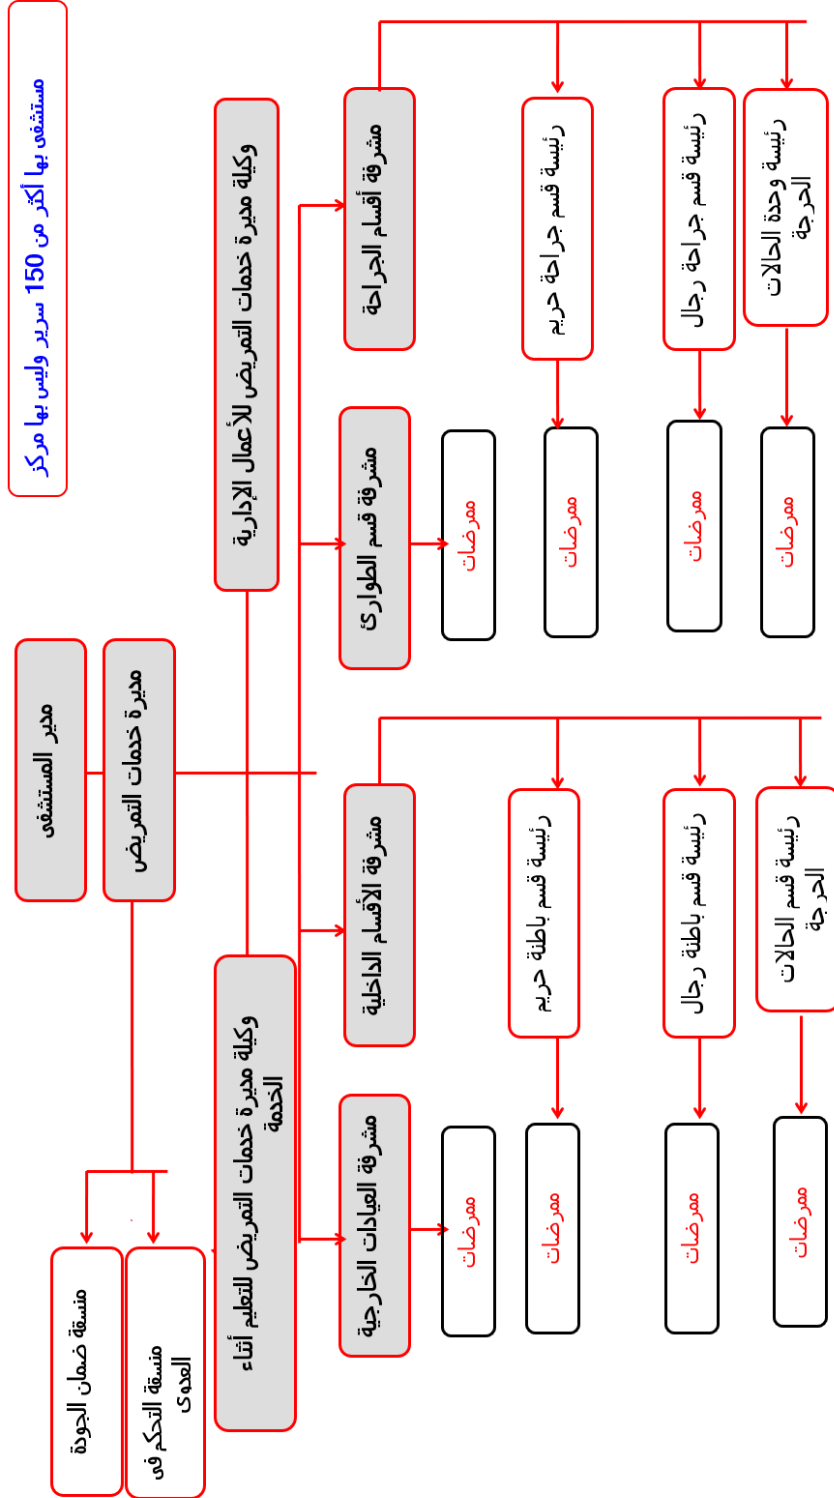 مستشفى بها أكثر من 150 سرير وليس بها مركز
مدير المستشفى
مديرة خدمات التمريض
منسقة ضمان الجودة
منسقة التحكم فى
العدوى
وكيلة مديرة خدمات التمريض للأعمال الإدارية
وكيلة مديرة خدمات التمريض للتعليم أثناء
الخدمة
مشرفة أقسام الجراحة
مشرفة قسم الطوارئ
مشرفة الأقسام الداخلية
مشرفة العيادات الخارجية
ممرضات
ممرضات
رئيسة قسم جراحة حريم
ممرضات
رئيسة قسم باطنة حريم
ممرضات
رئيسة قسم جراحة رجال
ممرضات
رئيسة قسم باطنة رجال
ممرضات
رئيسة وحدة الحالات
الحرجة
ممرضات
رئيسة قسم الحالات
الحرجة
ممرضات